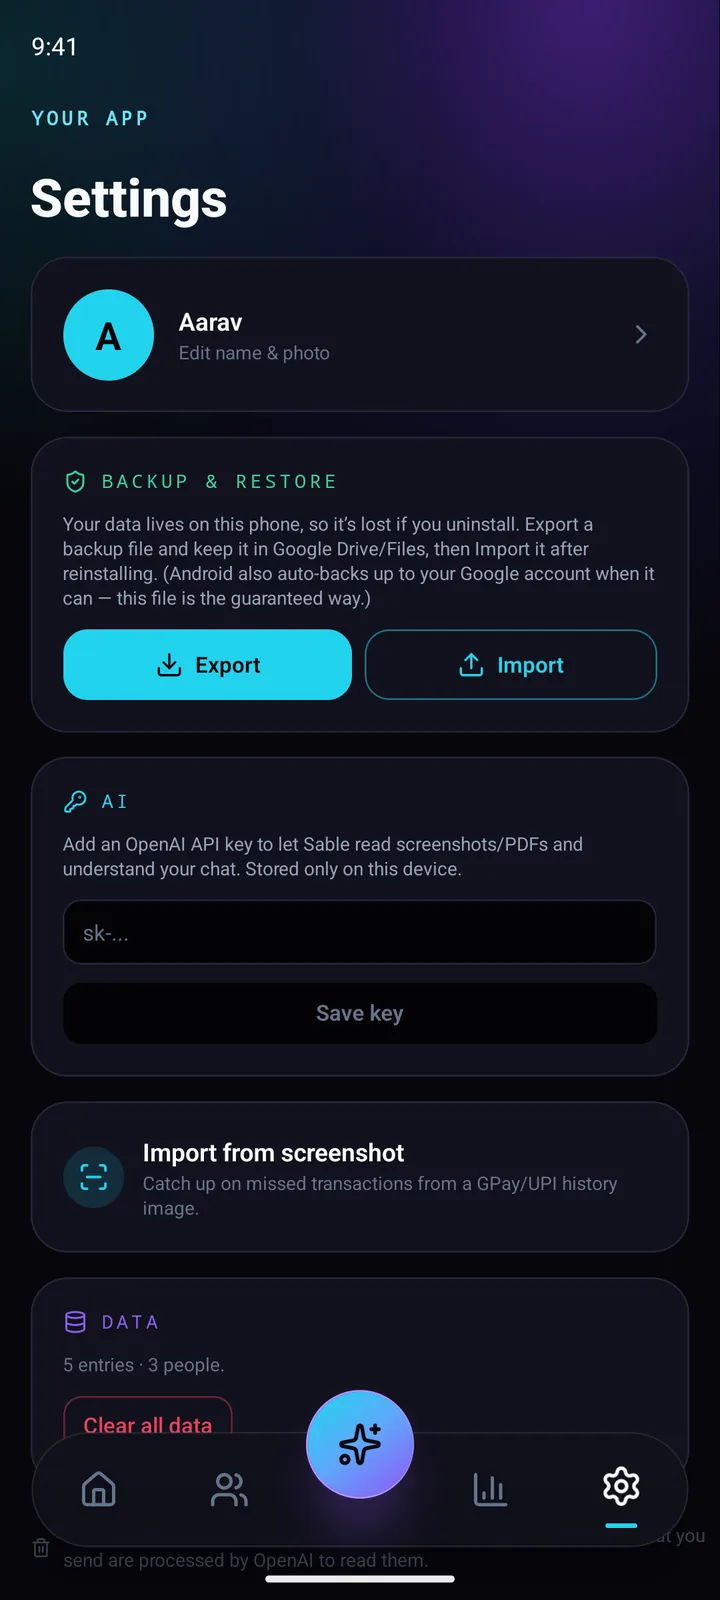 9:41
YOUR APP
Settings
A
Aarav
Edit name & photo
BACKUP & RESTORE
Your data lives on this phone, so it’s lost if you uninstall. Export a
backup file and keep it in Google Drive/Files, then Import it after
reinstalling. (Android also auto-backs up to your Google account when it
can — this file is the guaranteed way.)
Export
Import
AI
Add an OpenAI API key to let Sable read screenshots/PDFs and
understand your chat. Stored only on this device.
sk-...
Save key
Import from screenshot
Catch up on missed transactions from a GPay/UPI history
image.
DATA
5 entries · 3 people.
Clear all data
you
send are processed by OpenAI to read them.